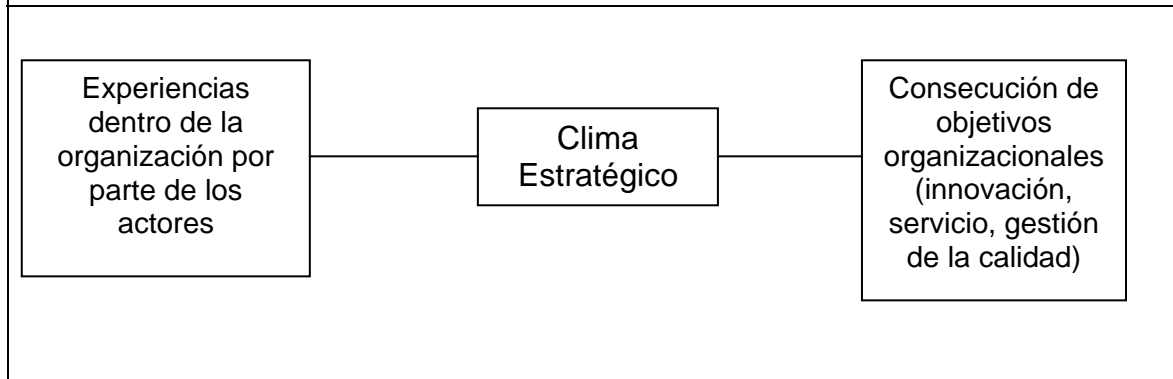 Experiencias
dentro de la
organización por
parte de los
actores
Clima
Estratégico
Consecución de
objetivos
organizacionales
(innovación,
servicio, gestión
de la calidad)